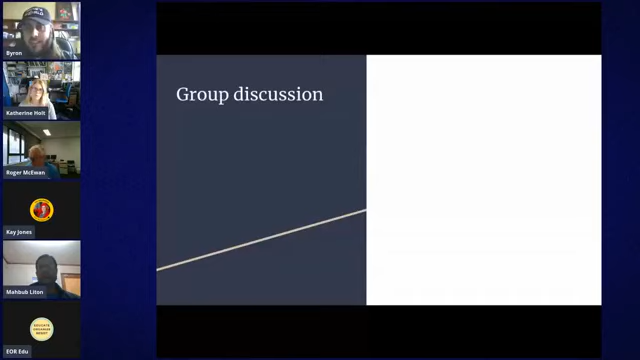 Byron
Katherine Holt
Roger McEwan
Kay Jones
Mahbub Liton
EOR Edu
Group discussion